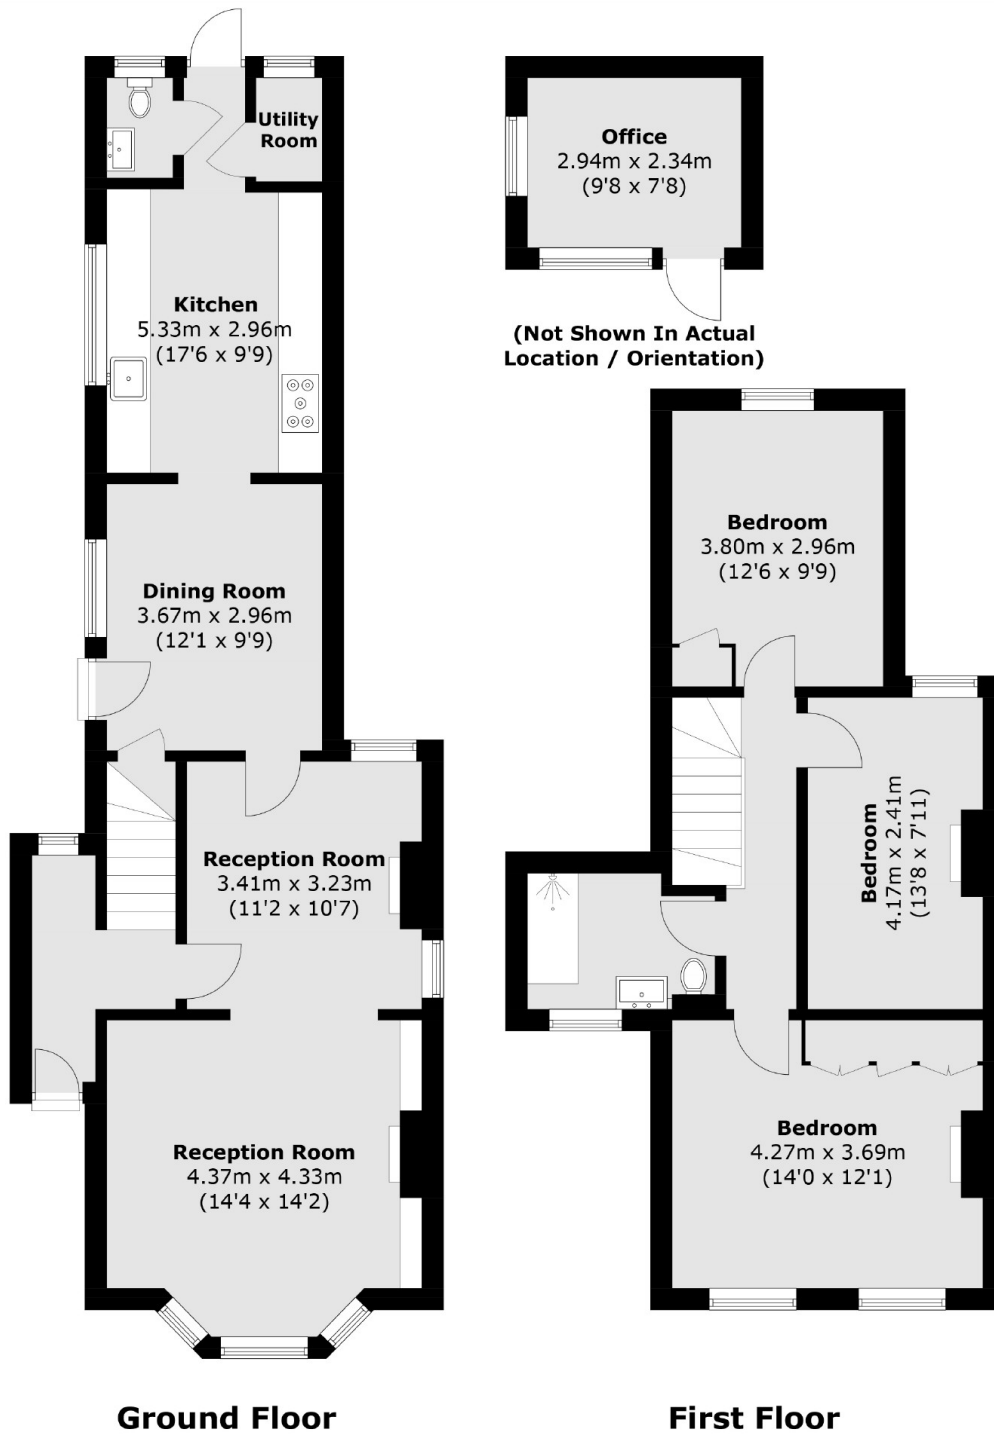 Utility
Room
Office
2.94m x 2.34m
(9'8 x 7'8)
Kitchen
5.33m x 2.96m
(17'6 x 9'9)
(Not Shown In Actual
Location / Orientation)
Bedroom
3.80m x 2.96m
(12'6 x 9'9)
Dining Room
3.67m x 2.96m
(12'1 x 9'9)
Bedroom
4.17m x 2.41m
(13'8 x 7'11)
Reception Room
3.41m x 3.23m
(11'2 x 10'7)
Bedroom
4.27m x 3.69m
(14'0 x 12'1)
Reception Room
4.37m x 4.33m
(14'4 x 14'2)
Ground Floor
First Floor